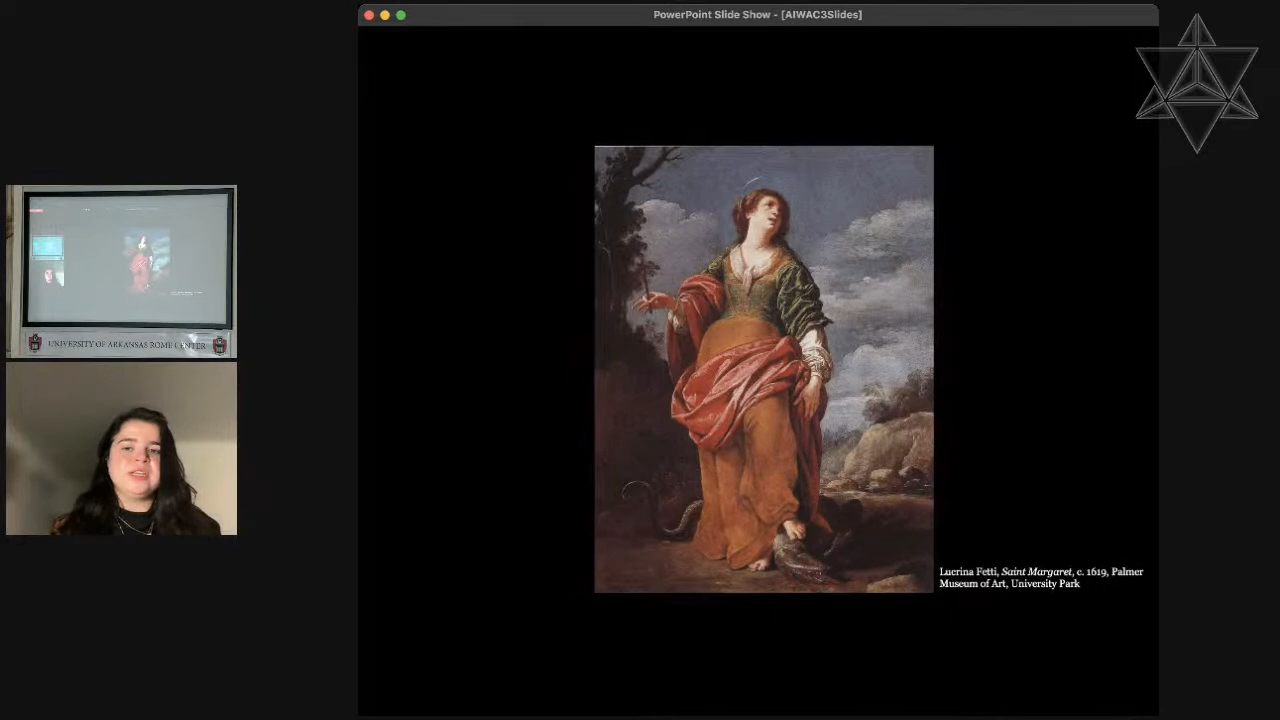 PowerPoint Slide Show - [AIWAC3Slides]
UNIVERSITY OF ARKANSAS ROME CENTER
Lucrina Fetti, Saint Margaret, c. 1619, Palmer
Museum of Art, University Park